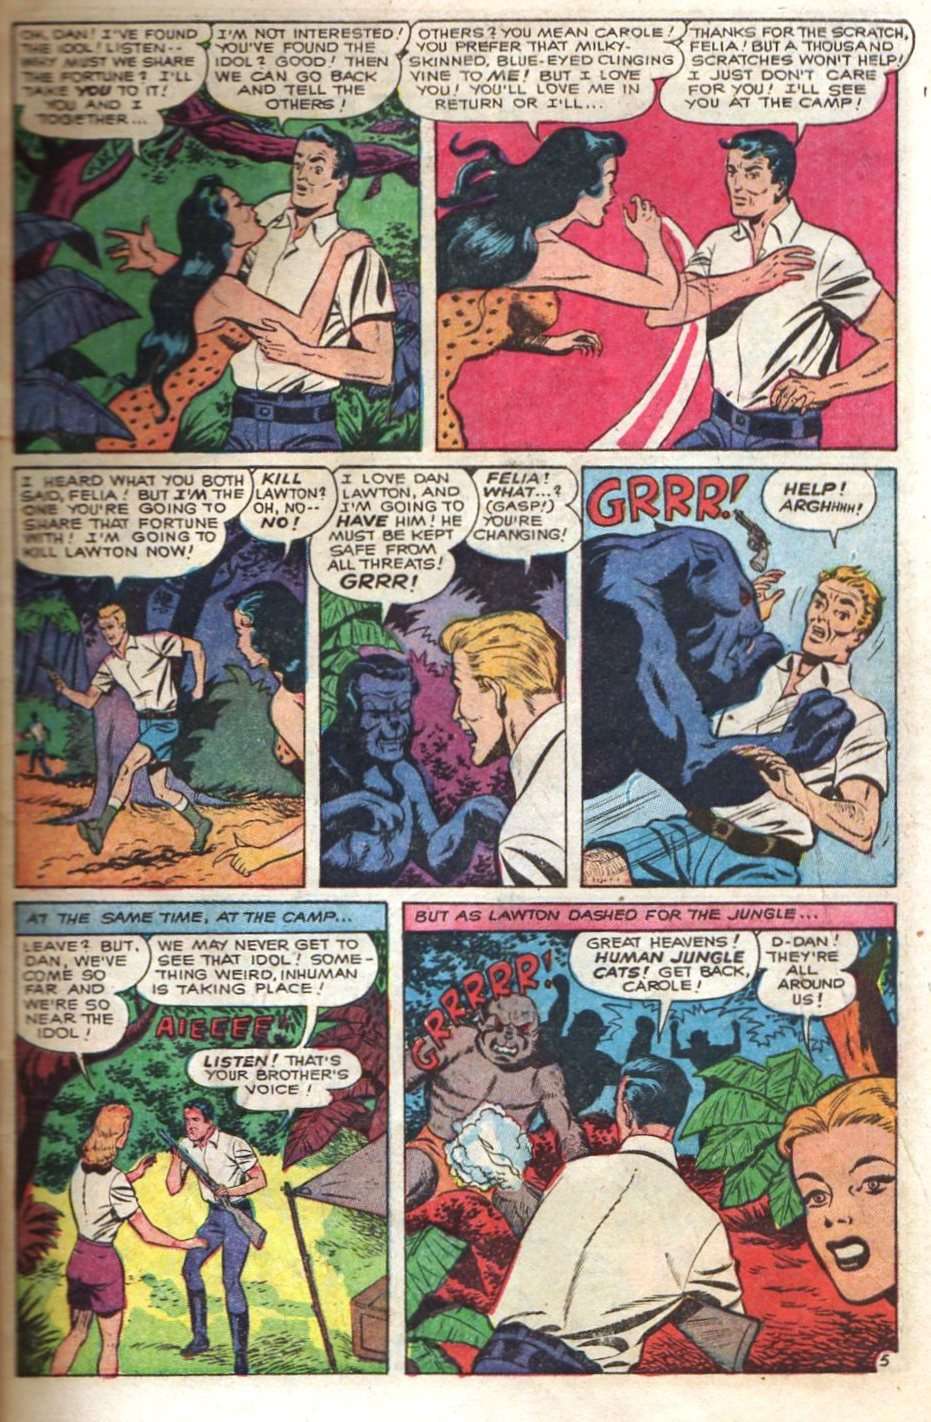 OH, DAN! I'VE FOUND
THE IDOL! LISTEN--
WHY MUST WE SHARE
THE FORTUNE? I'LL
TAKE YOU TO IT!
YOU AND I
TOGETHER...
I'M NOT INTERESTED!
YOU'VE FOUND THE
IDOL? GOOD! THEN
WE CAN GO BACK
AND TELL THE
OTHERS!
OTHERS? YOU MEAN CAROLE!
YOU PREFER THAT MILKY-
SKINNED, BLUE-EYED CLINGING
VINE TO ME! BUT I LOVE
YOU! YOU'LL LOVE ME IN
RETURN OR I'LL...
THANKS FOR THE SCRATCH,
FELIA! BUT A THOUSAND
SCRATCHES WON'T HELP!
I JUST DON'T CARE
FOR YOU! I'LL SEE
YOU AT THE CAMP!
I HEARD WHAT YOU BOTH
SAID, FELIA! BUT I'M THE
ONE YOU'RE GOING TO
SHARE THAT FORTUNE
WITH! I'M GOING TO
KILL LAWTON NOW!
KILL
LAWTON?
OH, NO--
NO!
I LOVE DAN
LAWTON, AND
I'M GOING TO
HAVE HIM! HE
MUST BE KEPT
SAFE FROM
ALL THREATS!
GRRR!
FELIA!
WHAT...?
(GASP!)
YOU'RE
CHANGING!
GRRR!
HELP!
ARGHHHH!
AT THE SAME TIME, AT THE CAMP...
LEAVE? BUT,
DAN, WE'VE
COME SO
FAR AND
WE'RE SO
NEAR THE
IDOL!
WE MAY NEVER GET TO
SEE THAT IDOL! SOME-
THING WEIRD, INHUMAN
IS TAKING PLACE!
AIEEEE!
LISTEN! THAT'S
YOUR BROTHER'S
VOICE!
BUT AS LAWTON DASHED FOR THE JUNGLE...
GRRRRR!
GREAT HEAVENS!
HUMAN JUNGLE
CATS! GET BACK,
CAROLE!
D-DAN!
THEY'RE
ALL
AROUND
US!
5